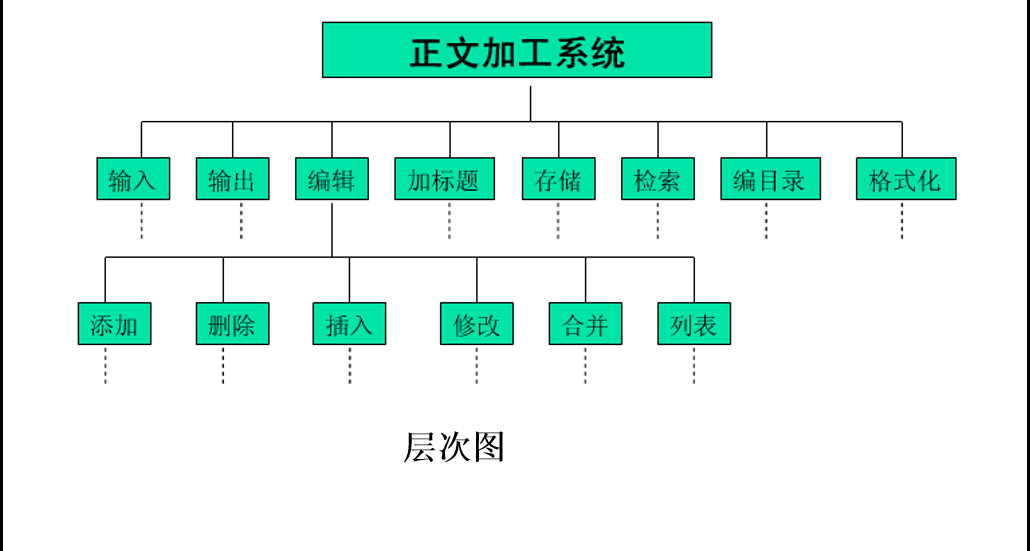 正文加工系统
输入 输出 编辑 加标题 存储 检索 编目录 格式化
添加 删除 插入 修改 合并 列表
层次图